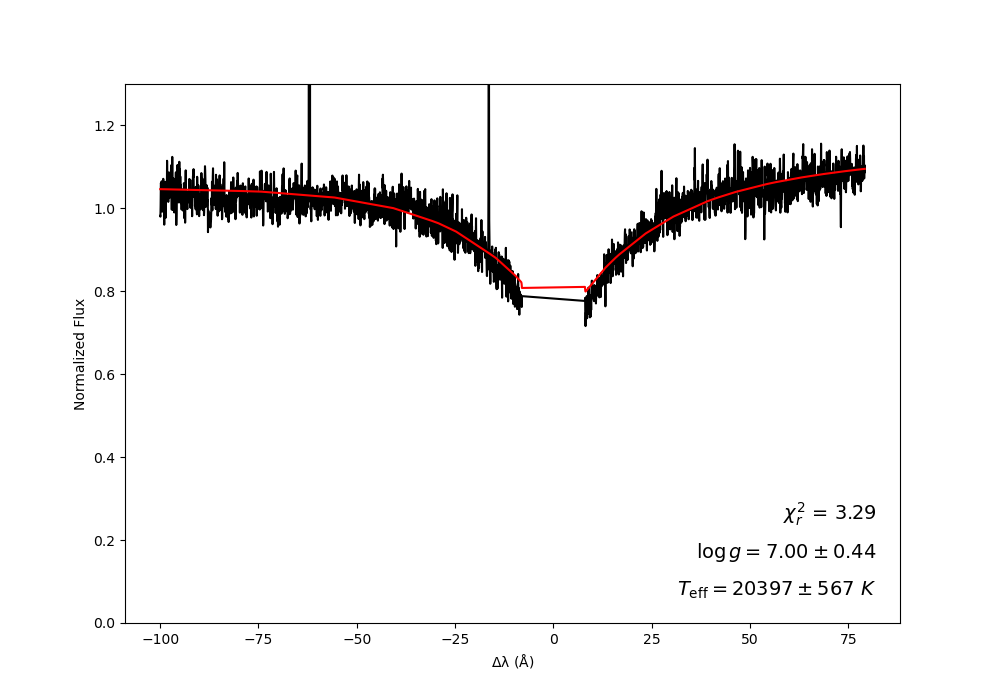 1.2
1.0
0.8
0.6
0.4
0.2
0.0
Normalized Flux
χ²ᵣ = 3.29
log g = 7.00 ± 0.44
T_eff = 20397 ± 567 K
−100 −75 −50 −25 0 25 50 75
Δλ (Å)